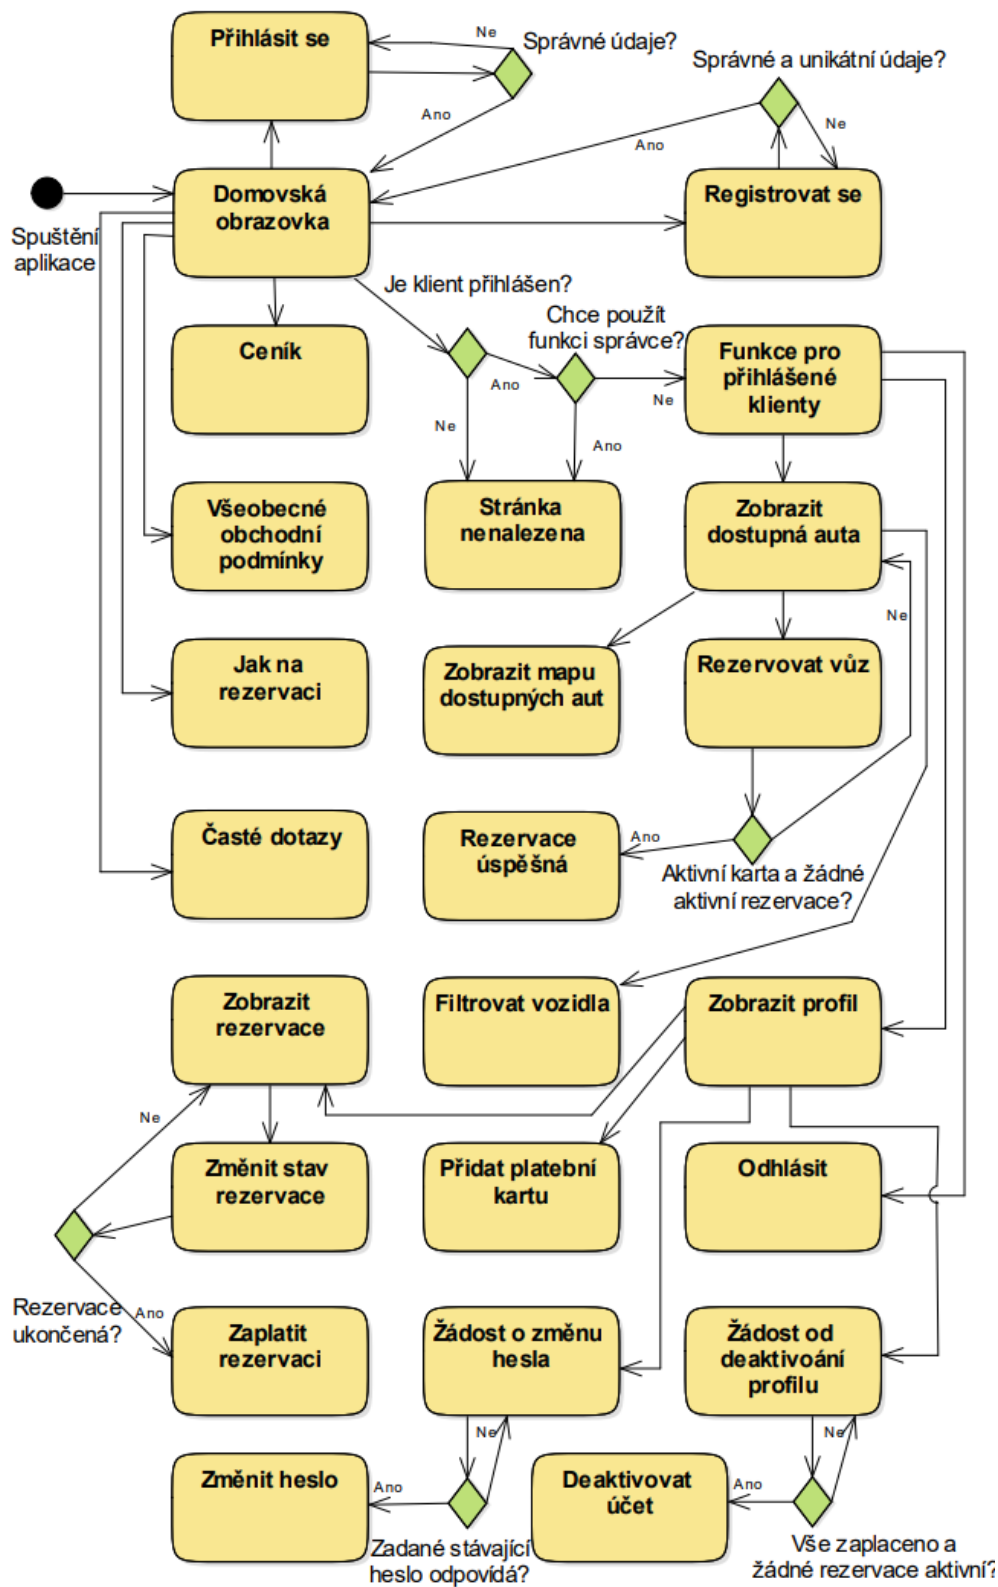 Přihlásit se
Ne
Správné údaje?
Ano
Správné a unikátní údaje?
Ne
Ano
Domovská
obrazovka
Registrovat se
Spuštění
aplikace
Je klient přihlášen?
Chce použít
funkci správce?
Ceník
Ano
Ne
Ne
Ano
Funkce pro
přihlášené
klienty
Všeobecné
obchodní
podmínky
Stránka
nenalezena
Zobrazit
dostupná auta
Ne
Jak na
rezervaci
Zobrazit mapu
dostupných aut
Rezervovat vůz
Časté dotazy
Rezervace
úspěšná
Ano
Aktivní karta a žádné
aktivní rezervace?
Zobrazit
rezervace
Filtrovat vozidla
Zobrazit profil
Ne
Změnit stav
rezervace
Přidat platební
kartu
Odhlásit
Rezervace
ukončená?
Ano
Zaplatit
rezervaci
Žádost o změnu
hesla
Žádost od
deaktivoání
profilu
Ne
Ne
Změnit heslo
Ano
Deaktivovat
účet
Ano
Zadané stávající
heslo odpovídá?
Vše zaplaceno a
žádné rezervace aktivní?